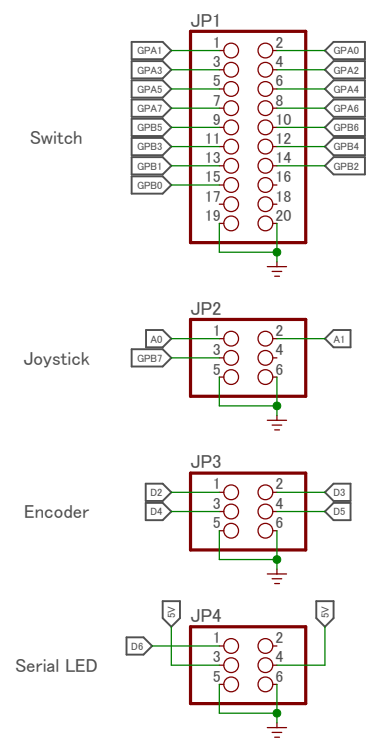 JP1
GPA1 1 2 GPA0
GPA3 3 4 GPA2
GPA5 5 6 GPA4
GPA7 7 8 GPA6
GPB5 9 10 GPB6
Switch
GPB3 11 12 GPB4
GPB1 13 14 GPB2
GPB0 15 16
17 18
19 20
JP2
A0 1 2 A1
Joystick
GPB7 3 4
5 6
JP3
D2 1 2 D3
Encoder
D4 3 4 D5
5 6
5V JP4 5V
D6 1 2
Serial LED
3 4
5 6